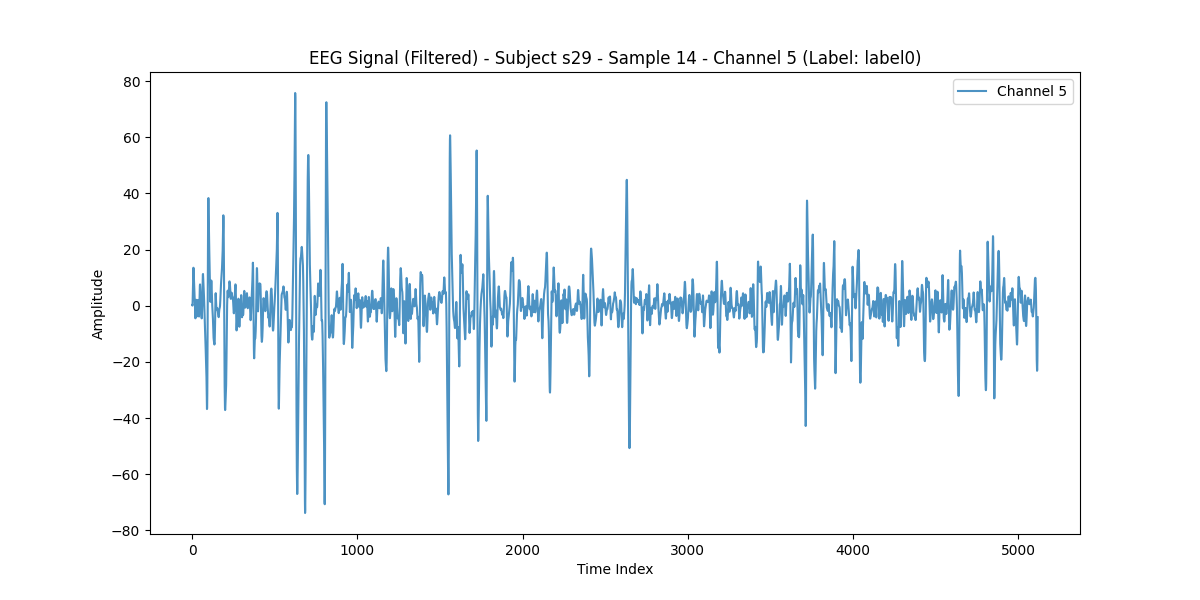 EEG Signal (Filtered) - Subject s29 - Sample 14 - Channel 5 (Label: label0)
Channel 5
80
60
40
20
0
−20
−40
−60
−80
Amplitude
0 1000 2000 3000 4000 5000
Time Index